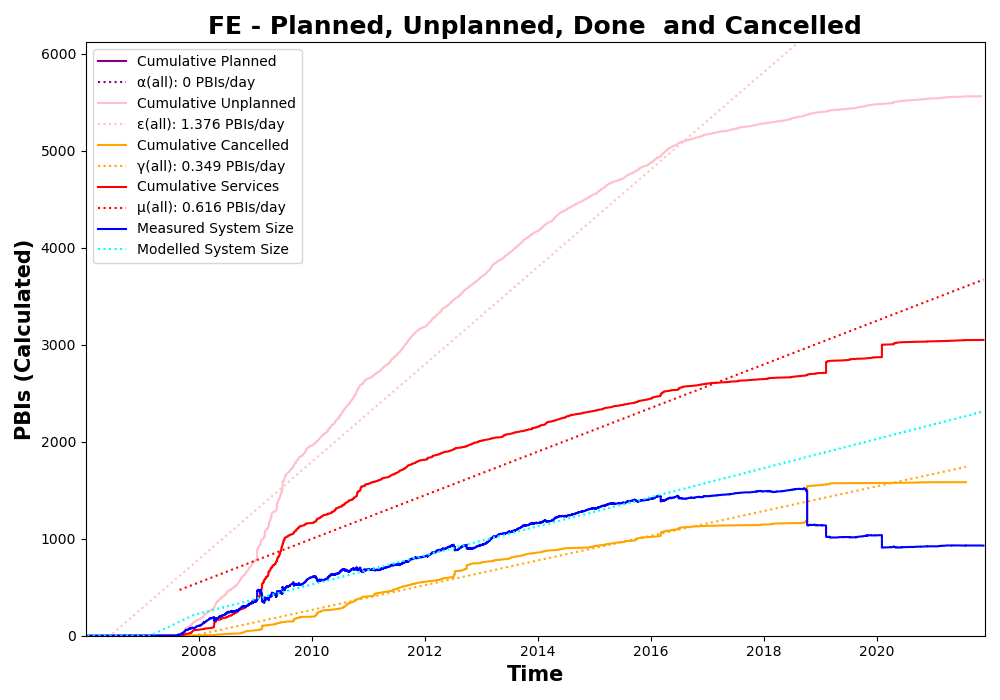 FE - Planned, Unplanned, Done  and Cancelled
PBIs (Calculated)
6000
5000
4000
3000
2000
1000
0
Cumulative Planned
α(all): 0 PBIs/day
Cumulative Unplanned
ε(all): 1.376 PBIs/day
Cumulative Cancelled
γ(all): 0.349 PBIs/day
Cumulative Services
μ(all): 0.616 PBIs/day
Measured System Size
Modelled System Size
2008 2010 2012 2014 2016 2018 2020
Time